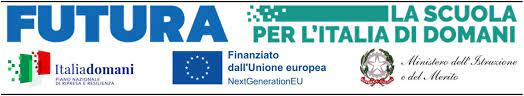 FUTURA
LA SCUOLA
PER L'ITALIA DI DOMANI
Italiadomani
PIANO NAZIONALE
DI RIPRESA E RESILIENZA
Finanziato
dall'Unione europea
NextGenerationEU
Ministero dell'Istruzione
e del Merito